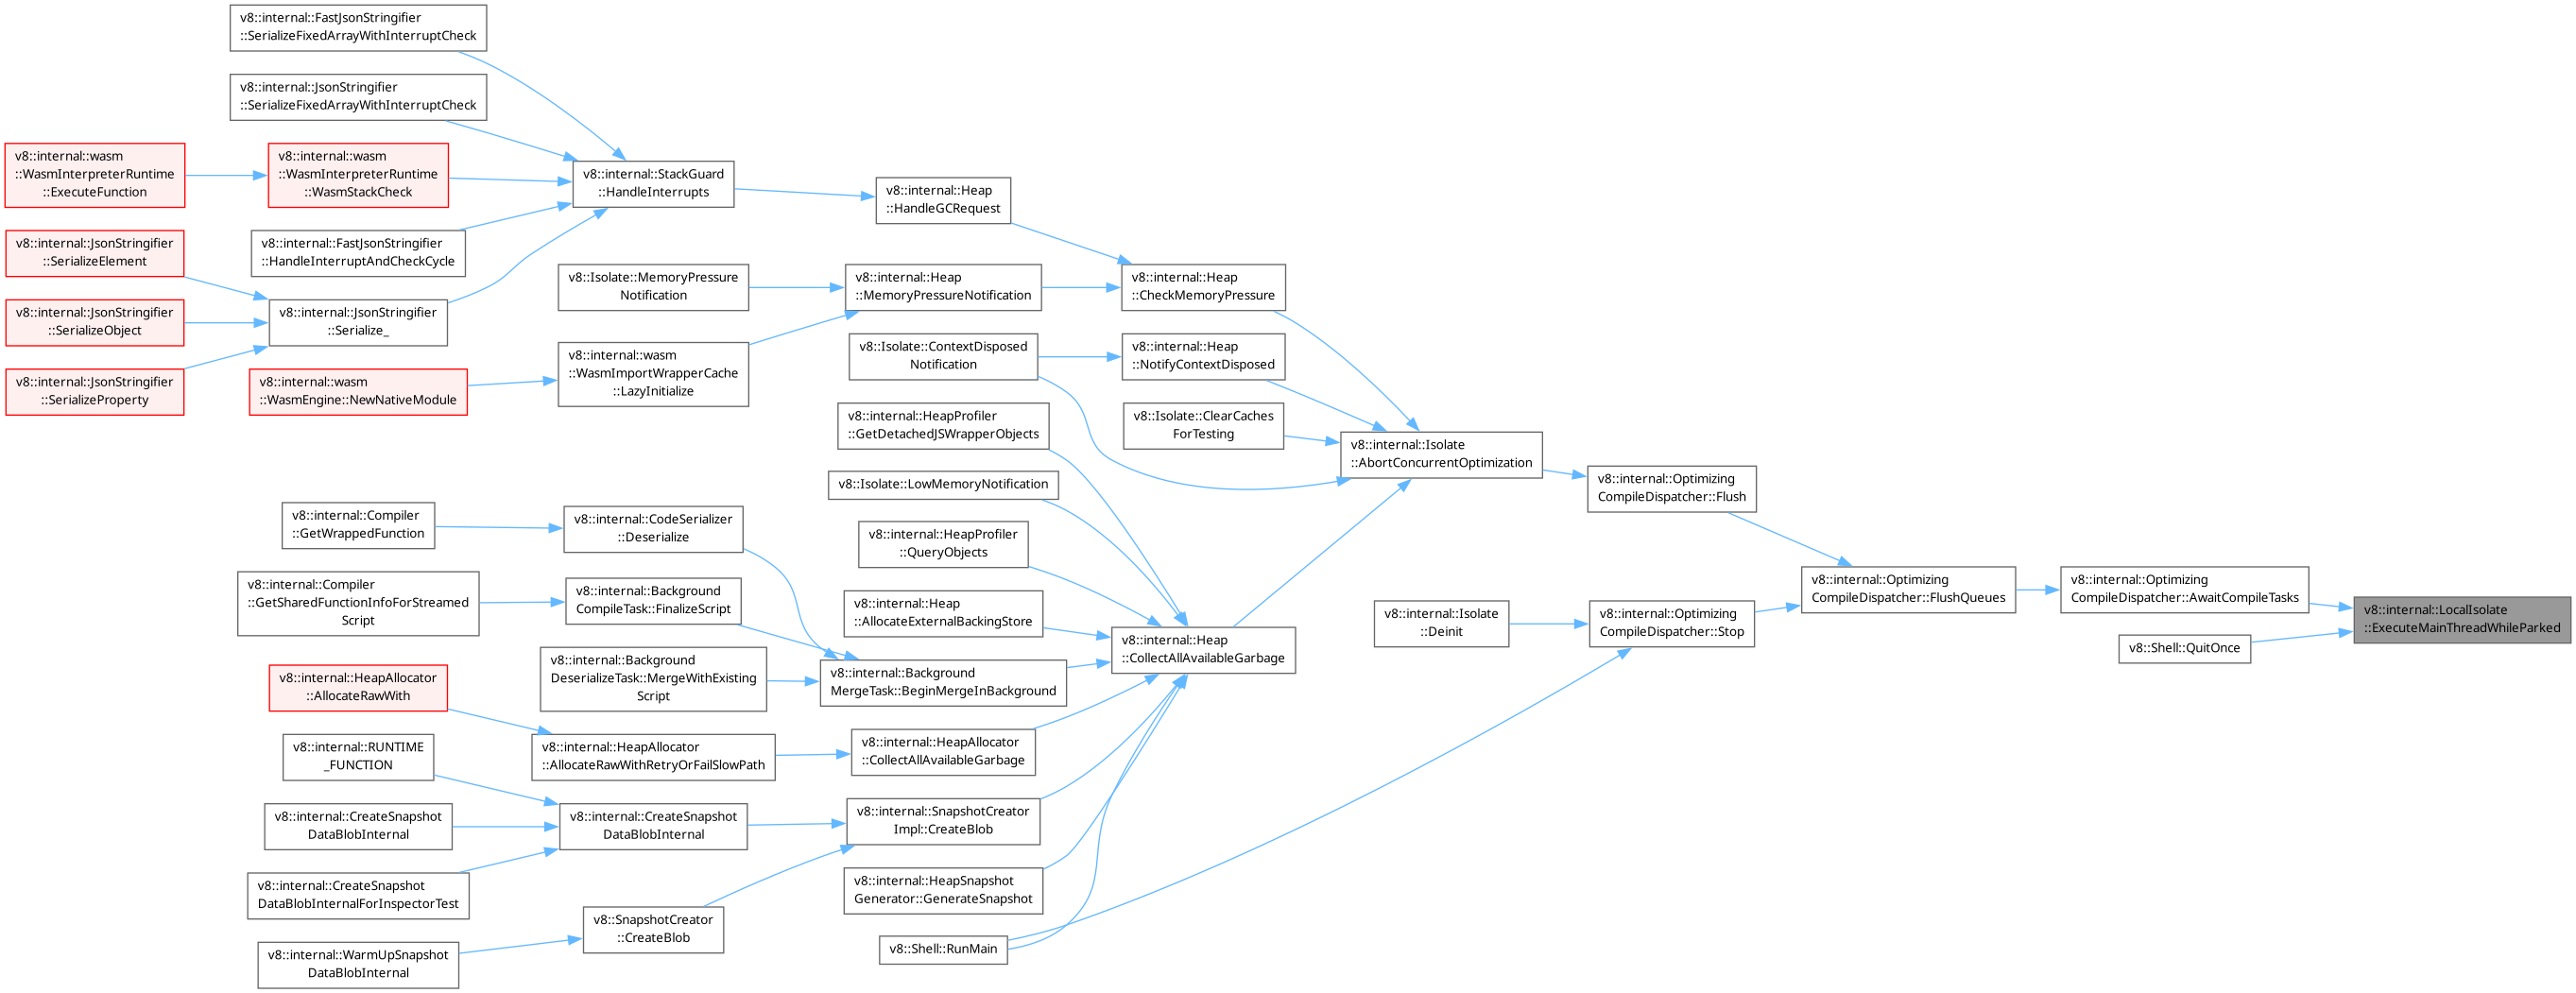 v8::internal::FastJsonStringifier
::SerializeFixedArrayWithInterruptCheck
v8::internal::JsonStringifier
::SerializeFixedArrayWithInterruptCheck
v8::internal::wasm
::WasmInterpreterRuntime
::ExecuteFunction
v8::internal::wasm
::WasmInterpreterRuntime
::WasmStackCheck
v8::internal::StackGuard
::HandleInterrupts
v8::internal::Heap
::HandleGCRequest
v8::internal::JsonStringifier
::SerializeElement
v8::internal::FastJsonStringifier
::HandleInterruptAndCheckCycle
v8::Isolate::MemoryPressure
Notification
v8::internal::Heap
::MemoryPressureNotification
v8::internal::Heap
::CheckMemoryPressure
v8::internal::JsonStringifier
::SerializeObject
v8::internal::JsonStringifier
::Serialize_
v8::internal::JsonStringifier
::SerializeProperty
v8::internal::wasm
::WasmEngine::NewNativeModule
v8::internal::wasm
::WasmImportWrapperCache
::LazyInitialize
v8::Isolate::ContextDisposed
Notification
v8::internal::Heap
::NotifyContextDisposed
v8::internal::HeapProfiler
::GetDetachedJSWrapperObjects
v8::Isolate::ClearCaches
ForTesting
v8::internal::Isolate
::AbortConcurrentOptimization
v8::Isolate::LowMemoryNotification
v8::internal::Optimizing
CompileDispatcher::Flush
v8::internal::Compiler
::GetWrappedFunction
v8::internal::CodeSerializer
::Deserialize
v8::internal::HeapProfiler
::QueryObjects
v8::internal::Compiler
::GetSharedFunctionInfoForStreamed
Script
v8::internal::Background
CompileTask::FinalizeScript
v8::internal::Heap
::AllocateExternalBackingStore
v8::internal::Isolate
::Deinit
v8::internal::Optimizing
CompileDispatcher::Stop
v8::internal::Optimizing
CompileDispatcher::FlushQueues
v8::internal::Optimizing
CompileDispatcher::AwaitCompileTasks
v8::internal::LocalIsolate
::ExecuteMainThreadWhileParked
v8::Shell::QuitOnce
v8::internal::Heap
::CollectAllAvailableGarbage
v8::internal::Background
DeserializeTask::MergeWithExisting
Script
v8::internal::Background
MergeTask::BeginMergeInBackground
v8::internal::HeapAllocator
::AllocateRawWith
v8::internal::HeapAllocator
::AllocateRawWithRetryOrFailSlowPath
v8::internal::HeapAllocator
::CollectAllAvailableGarbage
v8::internal::RUNTIME
_FUNCTION
v8::internal::CreateSnapshot
DataBlobInternal
v8::internal::CreateSnapshot
DataBlobInternal
v8::internal::SnapshotCreator
Impl::CreateBlob
v8::internal::CreateSnapshot
DataBlobInternalForInspectorTest
v8::internal::HeapSnapshot
Generator::GenerateSnapshot
v8::SnapshotCreator
::CreateBlob
v8::Shell::RunMain
v8::internal::WarmUpSnapshot
DataBlobInternal